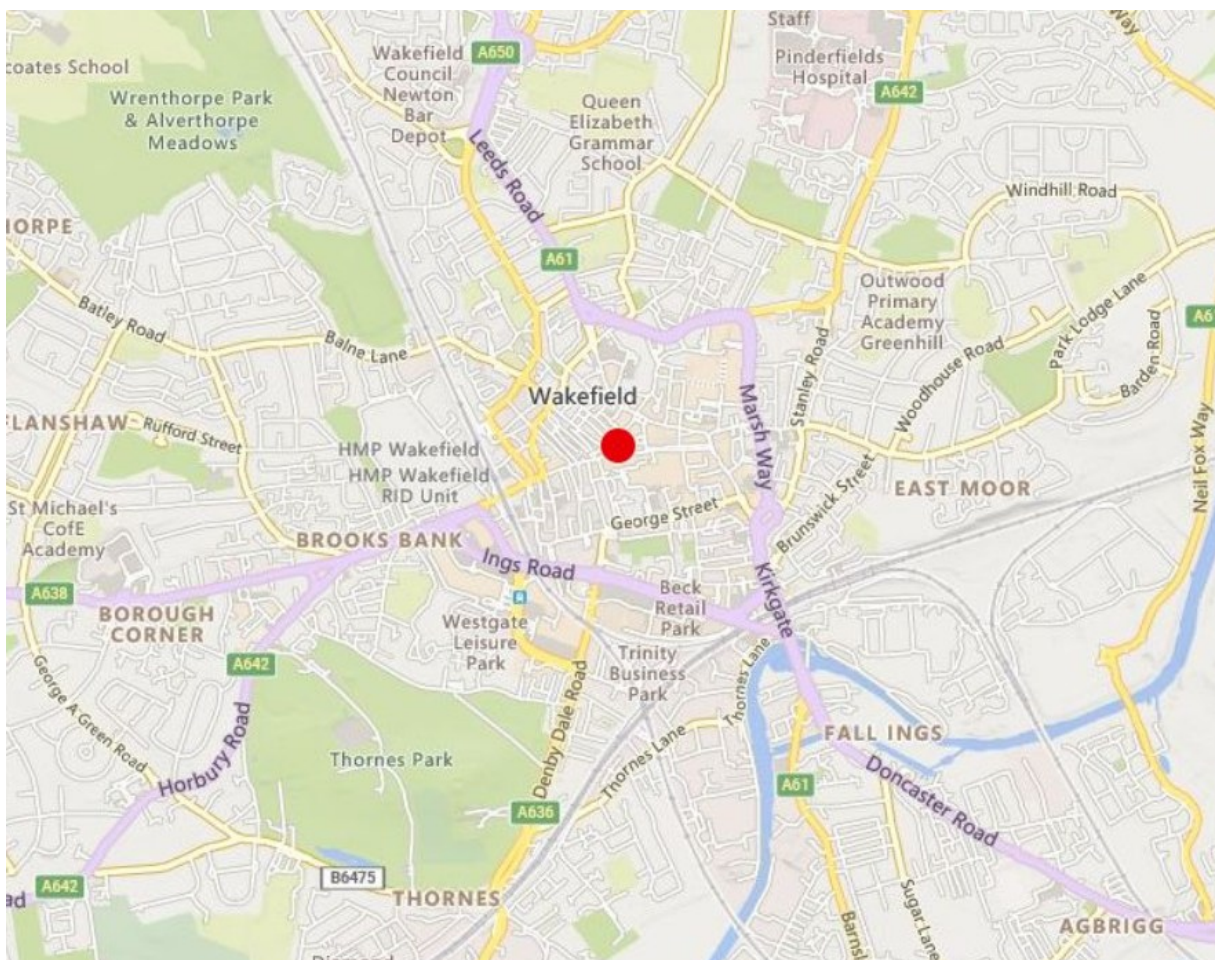 Staff
A650
Wakefield
Council
Newton
Bar
Depot
Pinderfields
Hospital
coates School
A642
Wrenthorpe Park
& Alverthorpe
Meadows
Queen
Elizabeth
Grammar
School
Way
Leeds Road
Windhill Road
HORPE
A61
Outwood
Primary
Academy
Greenhill
Park Lodge Lane
Batley Road
Balne Lane
A6
Stanley Road
Woodhouse Road
Barden Road
Wakefield
Marsh Way
FLANSHAW
Rufford Street
HMP Wakefield
HMP Wakefield
RID Unit
Neil Fox Way
EAST MOOR
St Michael's
CofE
Academy
George Street
Brunswick Street
BROOKS BANK
Ings Road
Kirkgate
A638
BOROUGH
CORNER
Beck
Retail
Park
Westgate
Leisure
Park
A642
Trinity
Business
Park
Thornes Lane
George A Green Road
Denby Dale Road
Horbury Road
Thornes Park
Thornes Lane
FALL INGS
A61
Doncaster Road
A636
B6475
A642
ad
THORNES
Sugar Lane
Barnsl
AGBRIGG